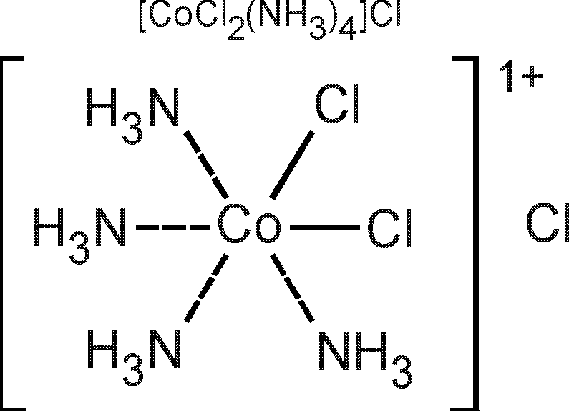 [CoCl2(NH3)4]Cl
1+
H3N Cl
H3N Co Cl Cl
H3N NH3